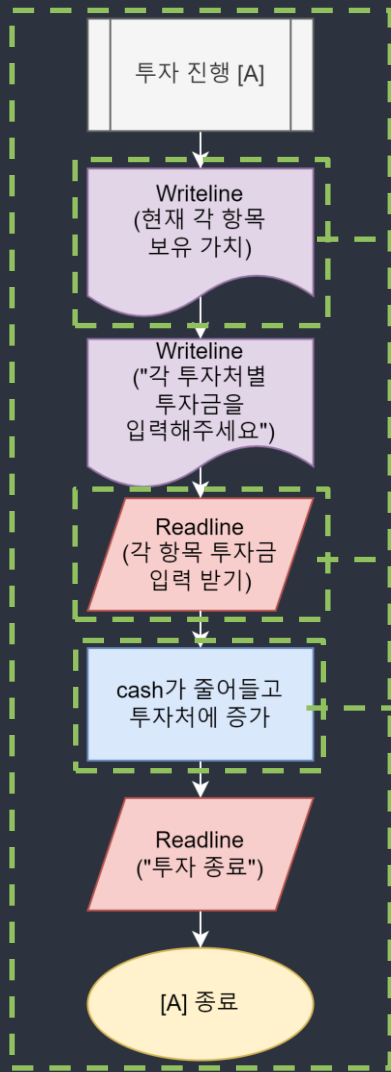 투자 진행 [A]
Writeline
(현재 각 항목
보유 가치)
Writeline
("각 투자처별
투자금을
입력해주세요")
Readline
(각 항목 투자금
입력 받기)
cash가 줄어들고
투자처에 증가
Readline
("투자 종료")
[A] 종료